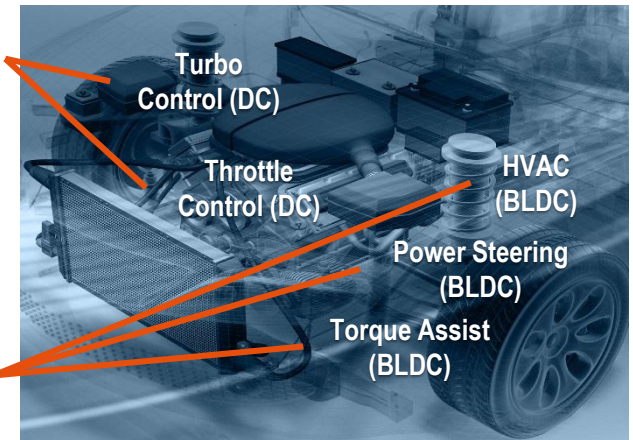 Turbo
Control (DC)
Throttle
Control (DC)
HVAC
(BLDC)
Power Steering
(BLDC)
Torque Assist
(BLDC)